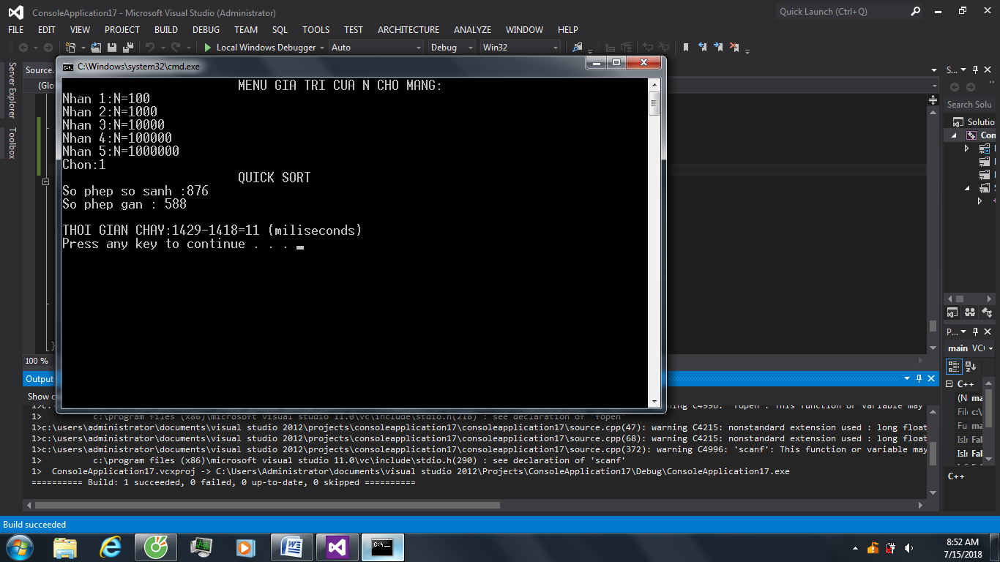 ConsoleApplication17 - Microsoft Visual Studio (Administrator)
Quick Launch (Ctrl+Q)
FILE EDIT VIEW PROJECT BUILD DEBUG TEAM SQL TOOLS TEST ARCHITECTURE ANALYZE WINDOW HELP
Local Windows Debugger Auto Debug Win32
Server Explorer
Toolbox
Source.
(Glo
C:\Windows\system32\cmd.exe
MENU GIA TRI CUA N CHO MANG:
Nhan 1:N=100
Nhan 2:N=1000
Nhan 3:N=10000
Nhan 4:N=100000
Nhan 5:N=1000000
Chon:1
QUICK SORT
So phep so sanh :876
So phep gan : 588
THOI GIAN CHAY:1429-1418=11 (miliseconds)
Press any key to continue . . .
}
100 %
S...
Search Solu
Solutio
Con
P...
main VC
C++
(N ma
File c:\
Fu ma
IsIn Fal
IsIn Fal
C++
Output
Show
1>c:\ ng C4996: 'fopen': This function or variable may
1> c:\program files (x86)\microsoft visual studio 11.0\vc\include\stdio.h(218) : see declaration of 'fopen'
1>c:\users\administrator\documents\visual studio 2012\projects\consoleapplication17\consoleapplication17\source.cpp(47): warning C4215: nonstandard extension used : long float
1>c:\users\administrator\documents\visual studio 2012\projects\consoleapplication17\consoleapplication17\source.cpp(68): warning C4215: nonstandard extension used : long float
1>c:\users\administrator\documents\visual studio 2012\projects\consoleapplication17\consoleapplication17\source.cpp(372): warning C4996: 'scanf': This function or variable may
1> c:\program files (x86)\microsoft visual studio 11.0\vc\include\stdio.h(290) : see declaration of 'scanf'
1> ConsoleApplication17.vcxproj -> C:\Users\Administrator\documents\visual studio 2012\Projects\ConsoleApplication17\Debug\ConsoleApplication17.exe
========== Build: 1 succeeded, 0 failed, 0 up-to-date, 0 skipped ==========
Build succeeded
8:52 AM
7/15/2018